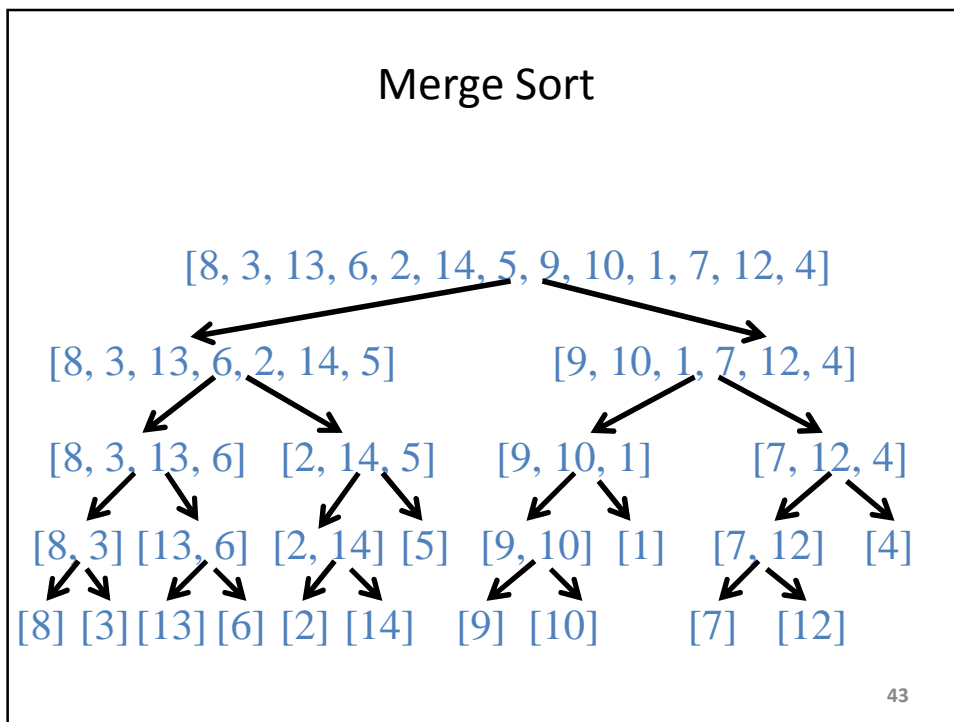 Merge Sort
[8, 3, 13, 6, 2, 14, 5, 9, 10, 1, 7, 12, 4]
[8, 3, 13, 6, 2, 14, 5] [9, 10, 1, 7, 12, 4]
[8, 3, 13, 6] [2, 14, 5] [9, 10, 1] [7, 12, 4]
[8, 3] [13, 6] [2, 14] [5] [9, 10] [1] [7, 12] [4]
[8] [3] [13] [6] [2] [14] [9] [10] [7] [12]
43